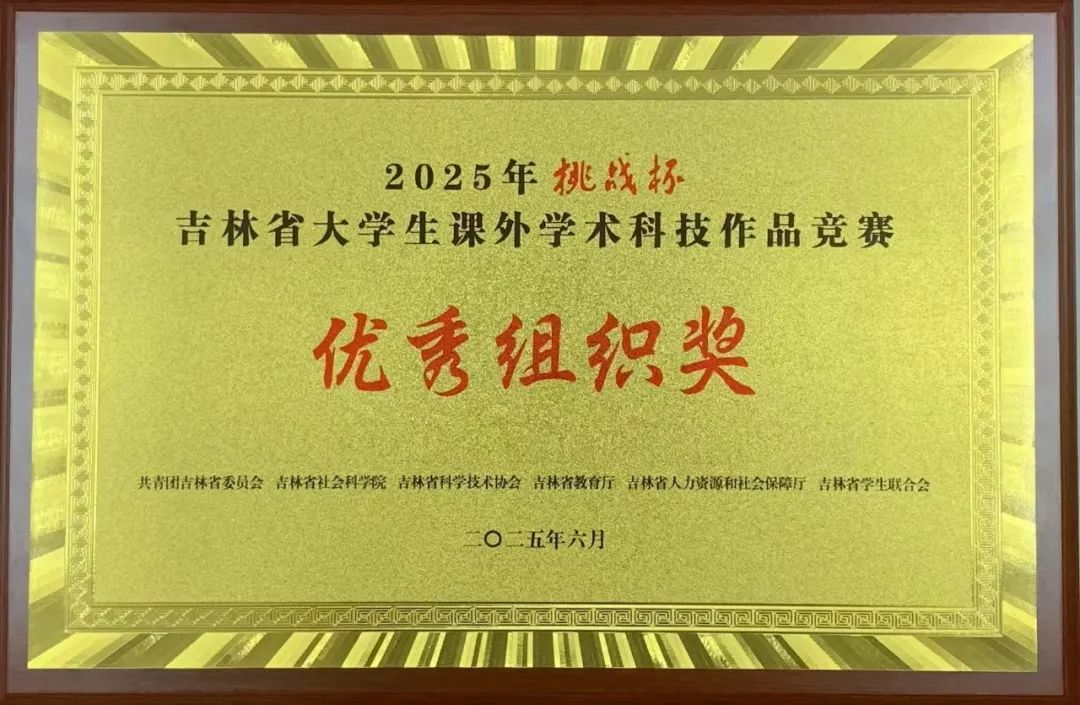 2025年 挑战杯
吉林省大学生课外学术科技作品竞赛
优秀组织奖
共青团吉林省委员会 吉林省社会科学院 吉林省科学技术协会 吉林省教育厅 吉林省人力资源和社会保障厅 吉林省学生联合会
二〇二五年六月